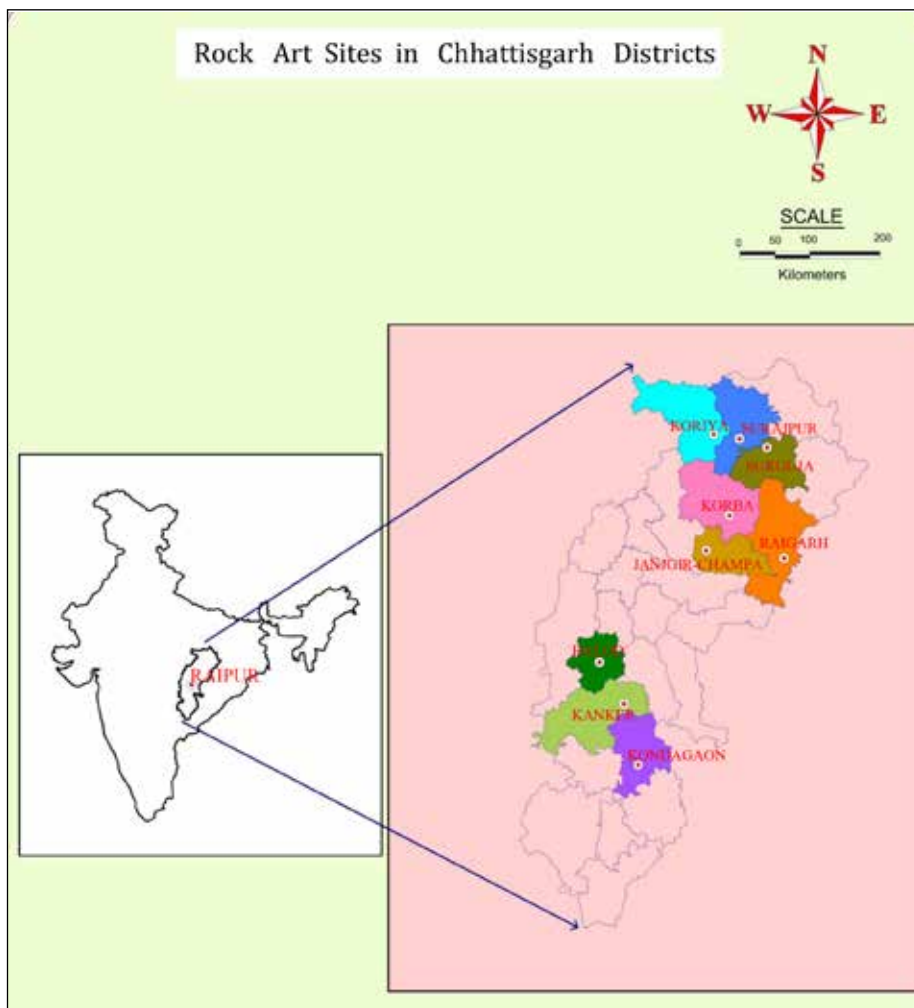 Rock Art Sites in Chhattisgarh Districts
N
W E
S
SCALE
0 50 100 200
Kilometers
KORIYA
SURAJPUR
KORBA
RAIGARH
JANJGIR-CHAMPA
RAIPUR
KANKER
KONDAGAON